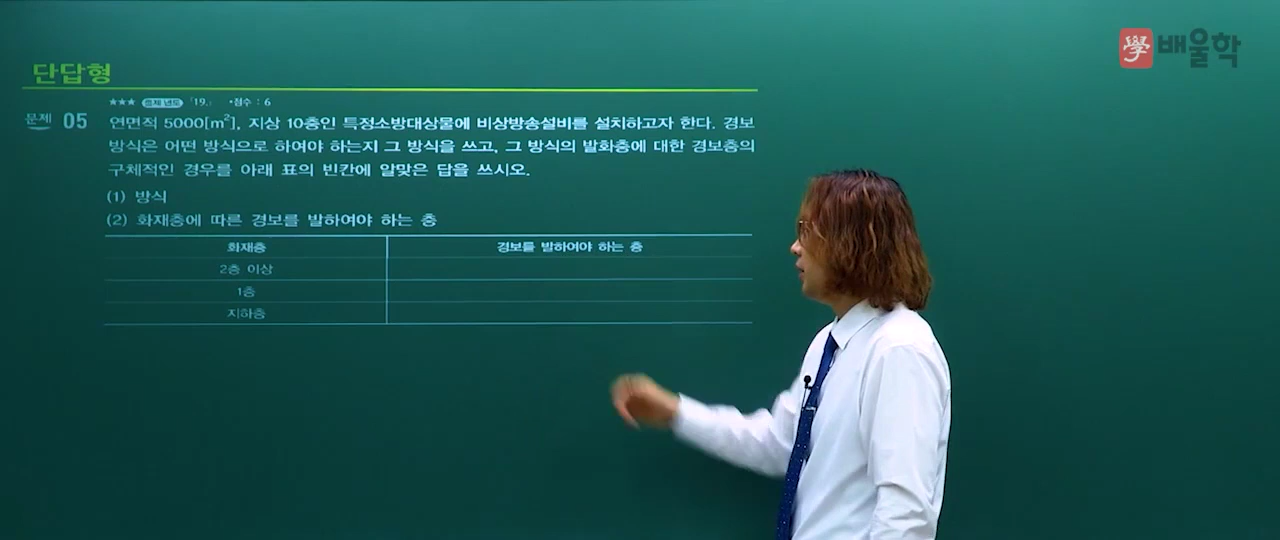 學 배울학
단답형
★★★ 출제 년도 「19.」 •점수 : 6
문제 05 연면적 5000[m²], 지상 10층인 특정소방대상물에 비상방송설비를 설치하고자 한다. 경보
방식은 어떤 방식으로 하여야 하는지 그 방식을 쓰고, 그 방식의 발화층에 대한 경보층의
구체적인 경우를 아래 표의 빈칸에 알맞은 답을 쓰시오.
(1) 방식
(2) 화재층에 따른 경보를 발하여야 하는 층
화재층 경보를 발하여야 하는 층
2층 이상
1층
지하층